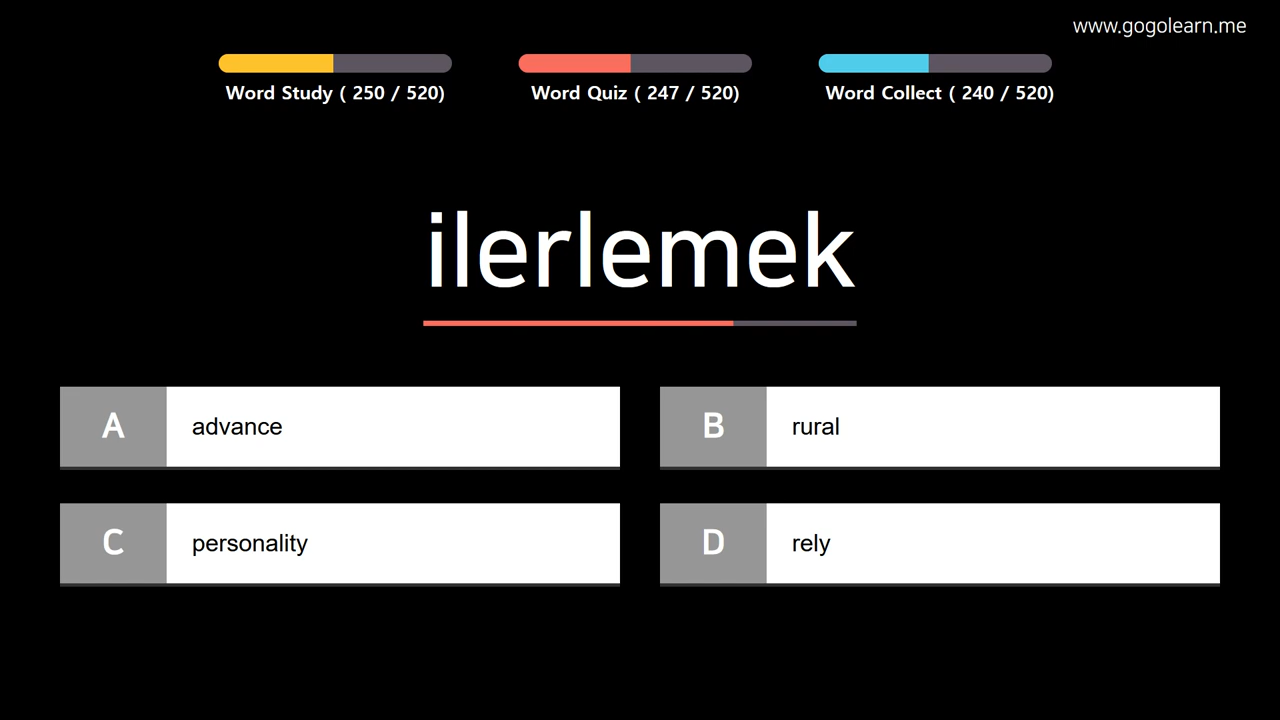 www.gogolearn.me
Word Study ( 250 / 520)
Word Quiz ( 247 / 520)
Word Collect ( 240 / 520)
ilerlemek
A advance
B rural
C personality
D rely